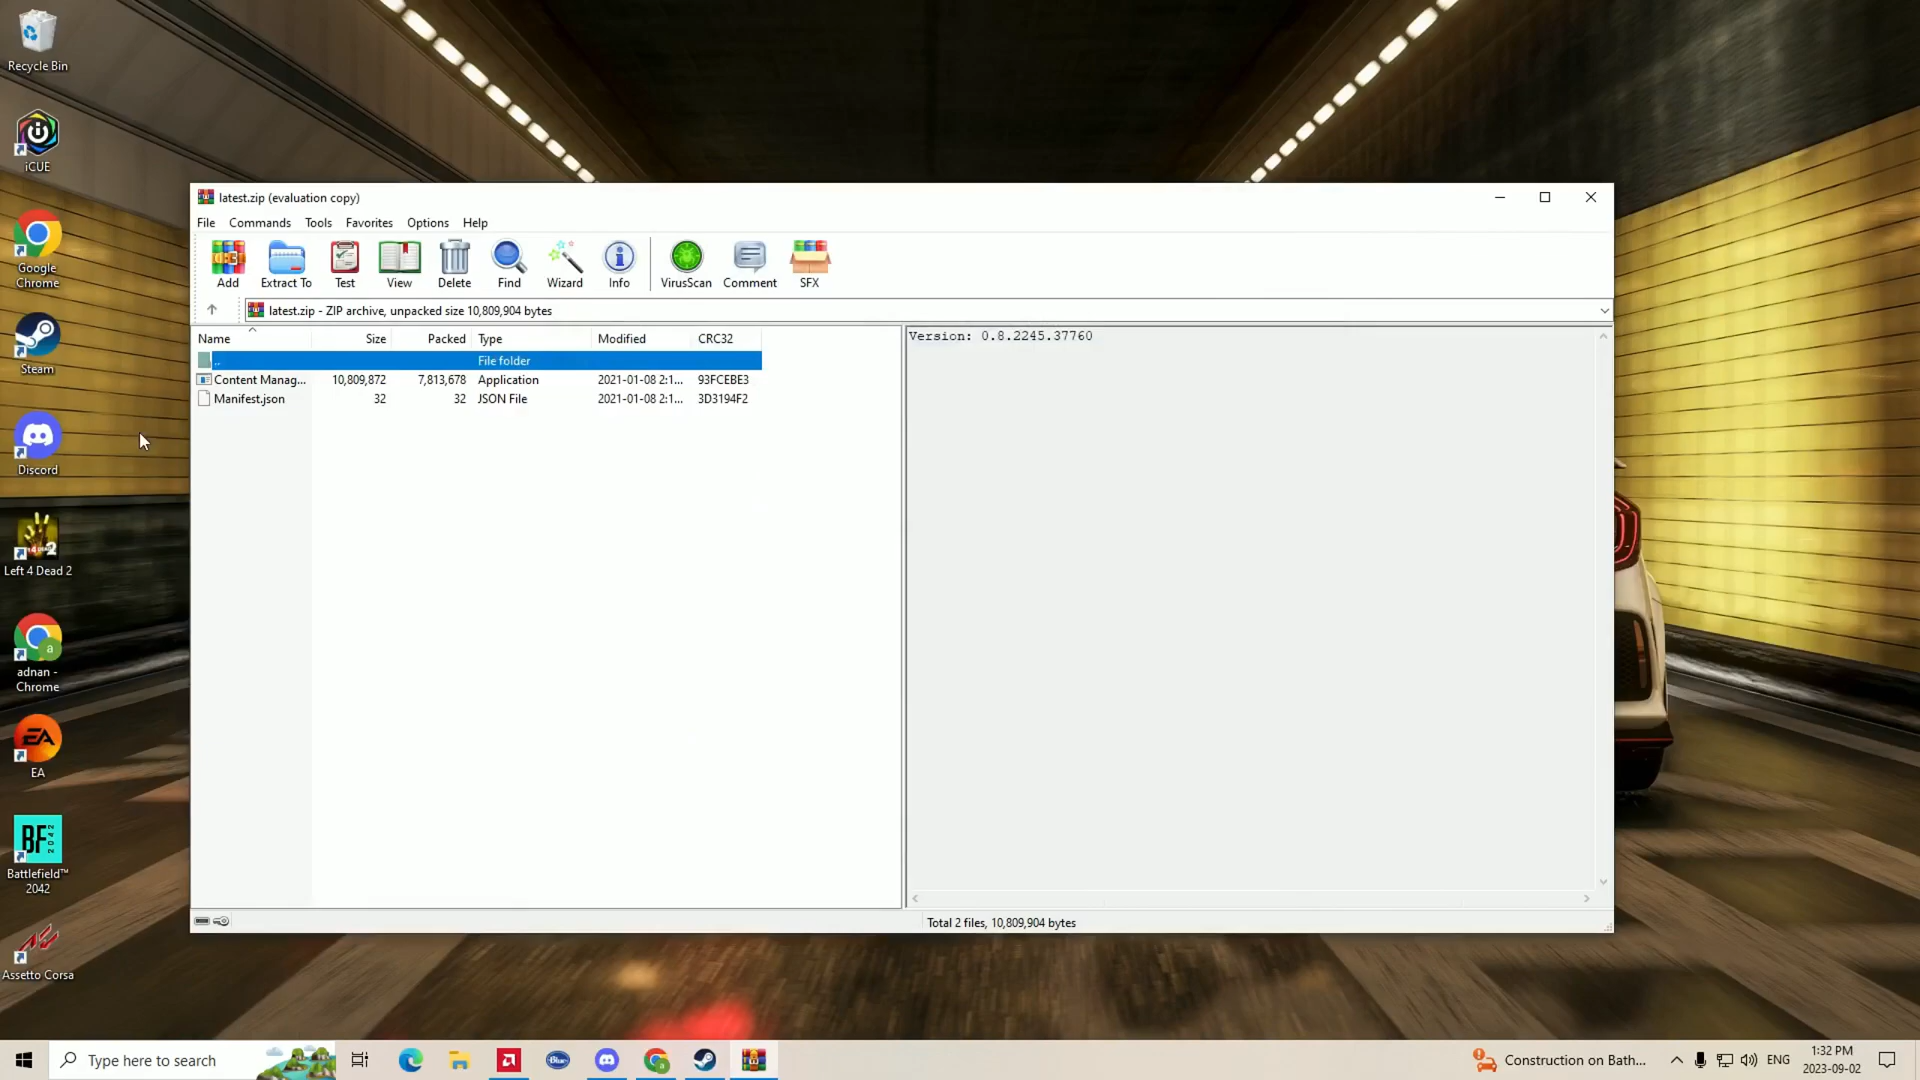 Recycle Bin
iCUE
Google
Chrome
Steam
Discord
Left 4 Dead 2
adnan -
Chrome
EA
BF
2042
Battlefield™
2042
Assetto Corsa
latest.zip (evaluation copy)
File Commands Tools Favorites Options Help
Add Extract To Test View Delete Find Wizard Info VirusScan Comment SFX
latest.zip - ZIP archive, unpacked size 10,809,904 bytes
Name Size Packed Type Modified CRC32
.. File folder
Content Manag... 10,809,872 7,813,678 Application 2021-01-08 2:1... 93FCEBE3
Manifest.json 32 32 JSON File 2021-01-08 2:1... 3D3194F2
Version: 0.8.2245.37760
Total 2 files, 10,809,904 bytes
Type here to search
Construction on Bath...
ENG
1:32 PM
2023-09-02